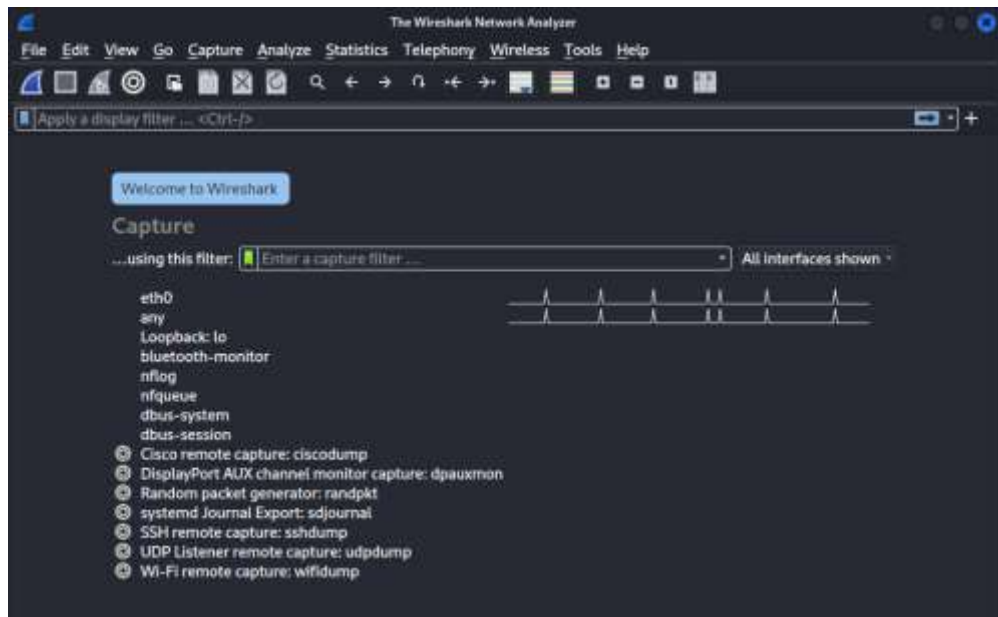 The Wireshark Network Analyzer
File Edit View Go Capture Analyze Statistics Telephony Wireless Tools Help
Apply a display filter ... <Ctrl-/>
Welcome to Wireshark
Capture
...using this filter: Enter a capture filter ... All interfaces shown
eth0
any
Loopback: lo
bluetooth-monitor
nflog
nfqueue
dbus-system
dbus-session
Cisco remote capture: ciscodump
DisplayPort AUX channel monitor capture: dpauxmon
Random packet generator: randpkt
systemd Journal Export: sdjournal
SSH remote capture: sshdump
UDP Listener remote capture: udpdump
Wi-Fi remote capture: wifidump